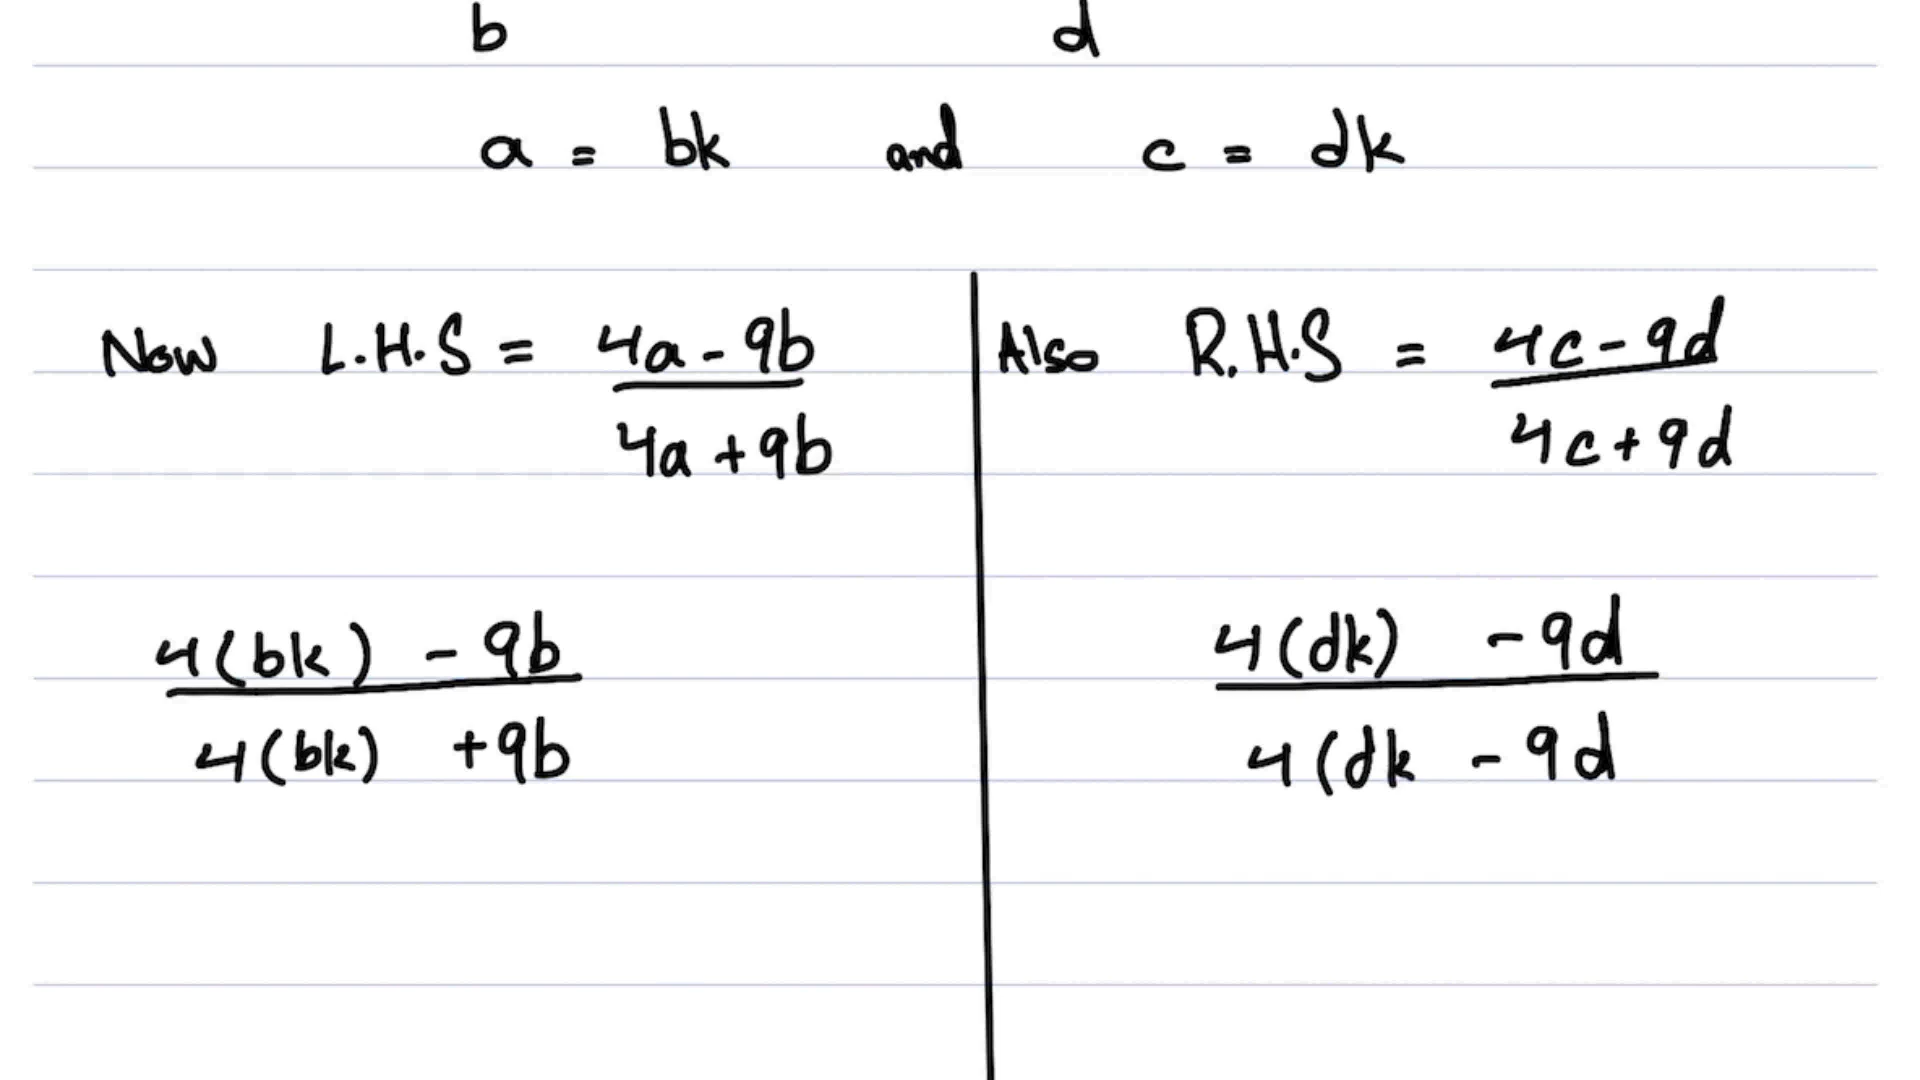 b d
a = bk and c = dk
Now L.H.S = 4a - 9b
4a + 9b
4(bk) - 9b
4(bk) + 9b
Also R.H.S = 4c - 9d
4c + 9d
4(dk) - 9d
4(dk - 9d